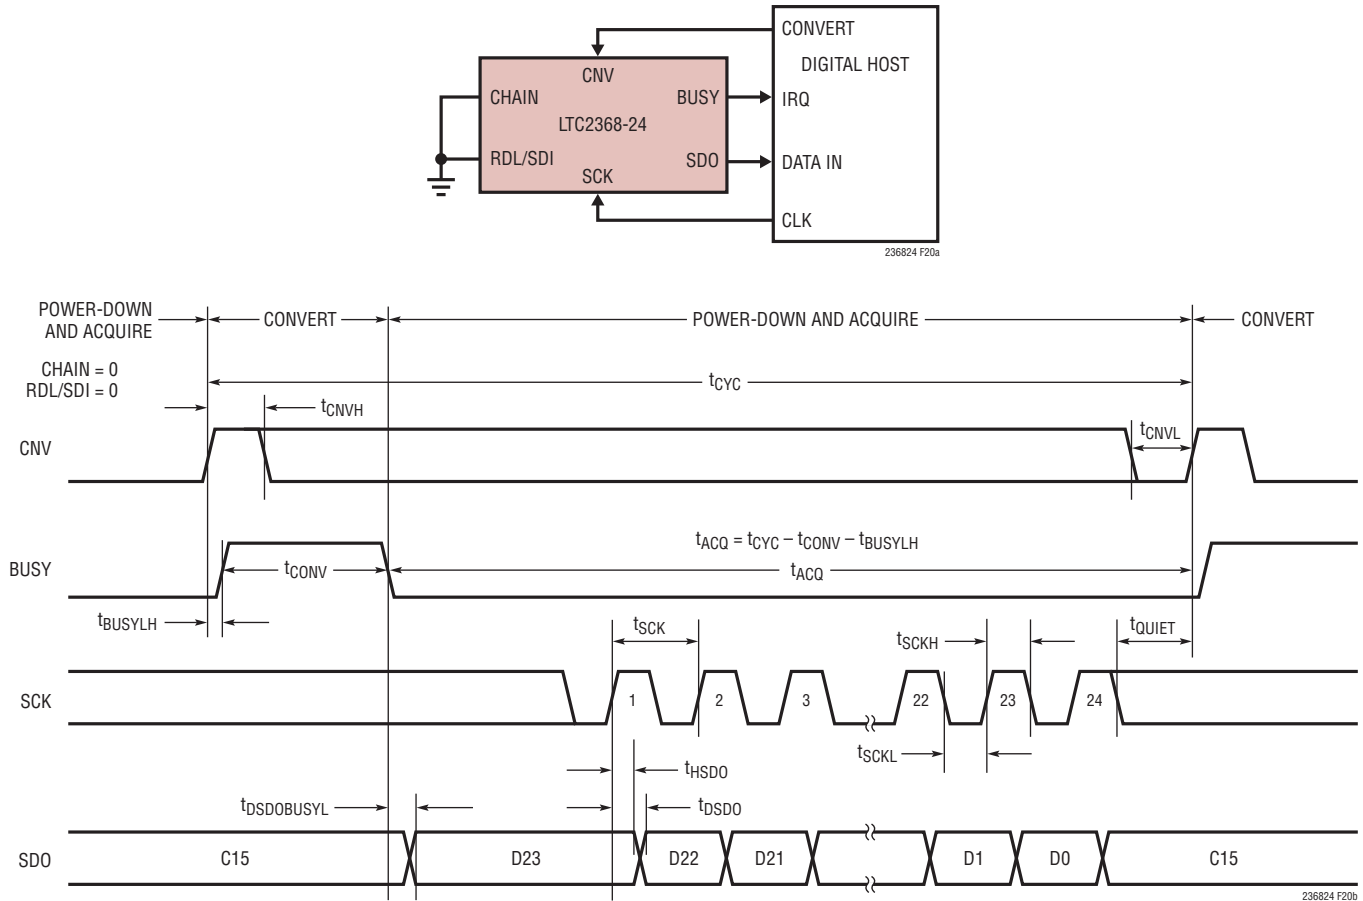 CONVERT
DIGITAL HOST
CNV
CHAIN
BUSY
IRQ
LTC2368-24
RDL/SDI
SDO
DATA IN
SCK
CLK
236824 F20a
POWER-DOWN
AND ACQUIRE
CONVERT
POWER-DOWN AND ACQUIRE
CONVERT
CHAIN = 0
RDL/SDI = 0
tCYC
tCNVH
tCNVL
CNV
tACQ = tCYC – tCONV – tBUSYLH
BUSY
tCONV
tACQ
tBUSYLH
tSCK
tSCKH
tQUIET
SCK
1
2
3
22
23
24
tSCKL
tHSDO
tDSDOBUSYL
tDSDO
SDO
C15
D23
D22
D21
D1
D0
C15
236824 F20b